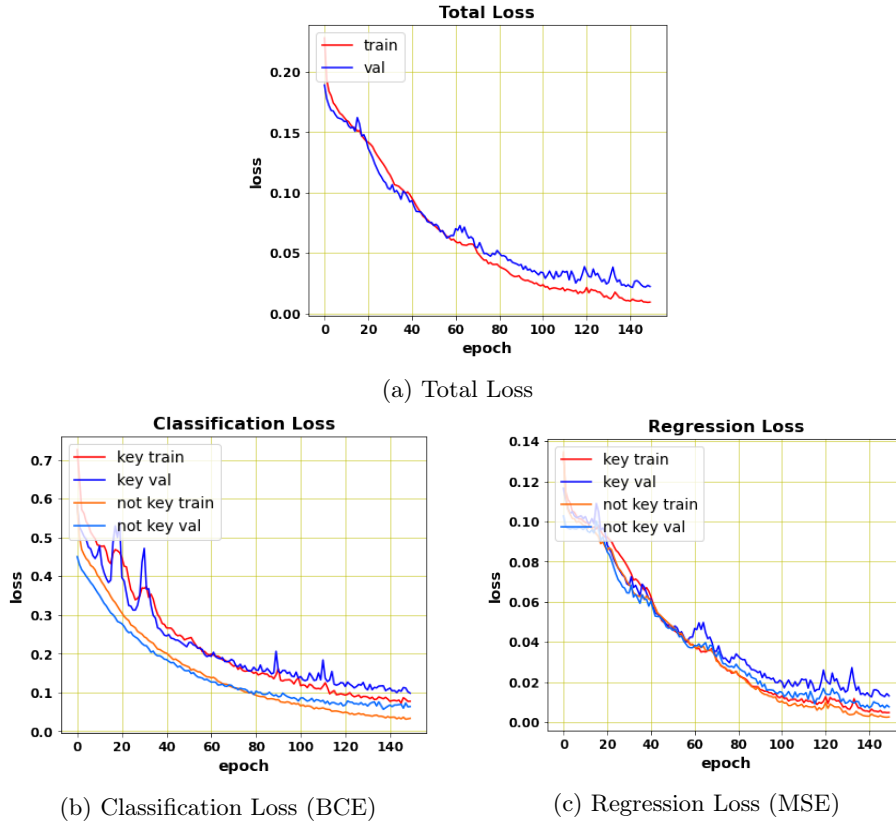 Total Loss
train
val
0.20
0.15
0.10
0.05
0.00
loss
0 20 40 60 80 100 120 140
epoch
(a) Total Loss
Classification Loss
key train
key val
not key train
not key val
0.7
0.6
0.5
0.4
0.3
0.2
0.1
0.0
loss
0 20 40 60 80 100 120 140
epoch
(b) Classification Loss (BCE)
Regression Loss
key train
key val
not key train
not key val
0.14
0.12
0.10
0.08
0.06
0.04
0.02
0.00
loss
0 20 40 60 80 100 120 140
epoch
(c) Regression Loss (MSE)